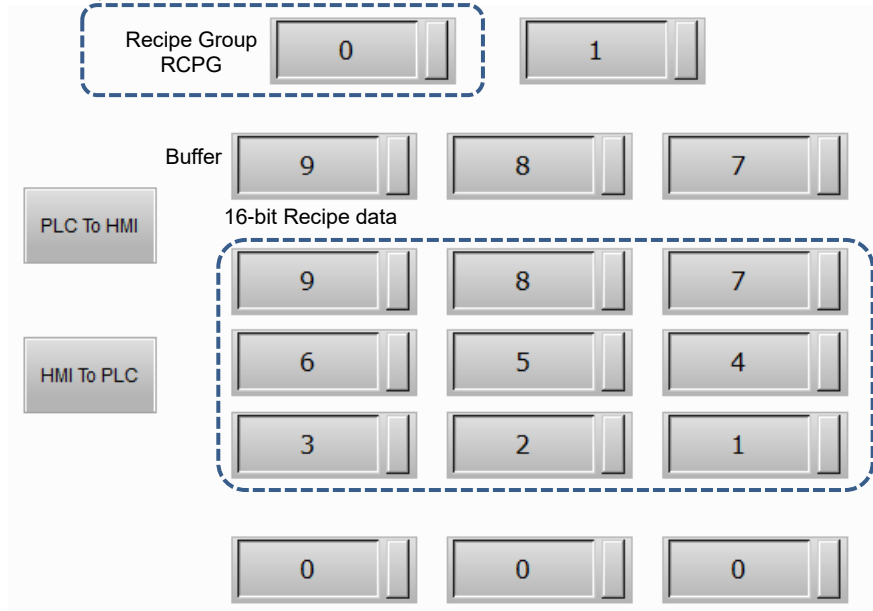 Recipe Group
RCPG
0 1
Buffer 9 8 7
PLC To HMI
16-bit Recipe data
9 8 7
6 5 4
HMI To PLC
3 2 1
0 0 0